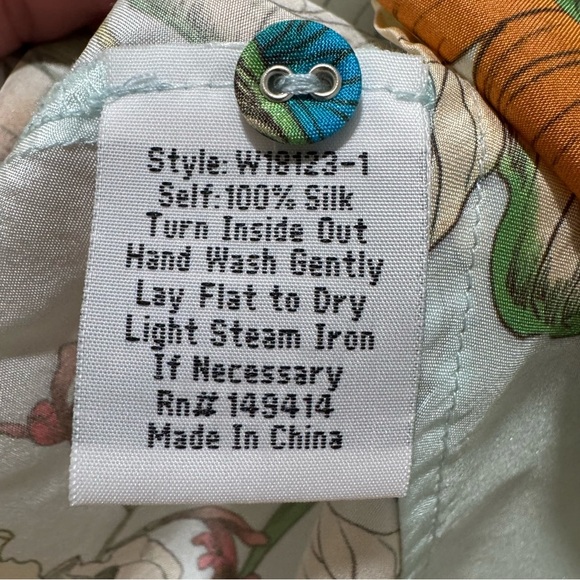 Style: W18123-1
Self: 100% Silk
Turn Inside Out
Hand Wash Gently
Lay Flat to Dry
Light Steam Iron
If Necessary
Rn# 149414
Made In China